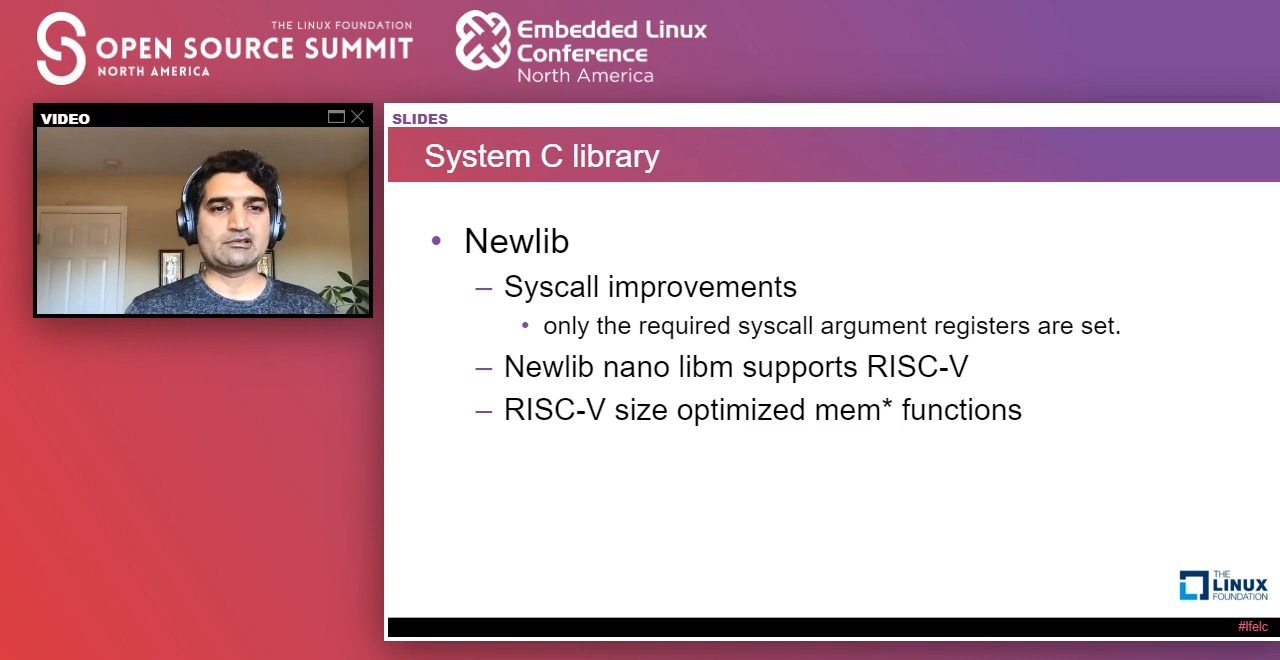 THE LINUX FOUNDATION
OPEN SOURCE SUMMIT
NORTH AMERICA
Embedded Linux
Conference
North America
VIDEO
SLIDES
System C library
• Newlib
– Syscall improvements
• only the required syscall argument registers are set.
– Newlib nano libm supports RISC-V
– RISC-V size optimized mem* functions
THE
LINUX
FOUNDATION
#lfelc